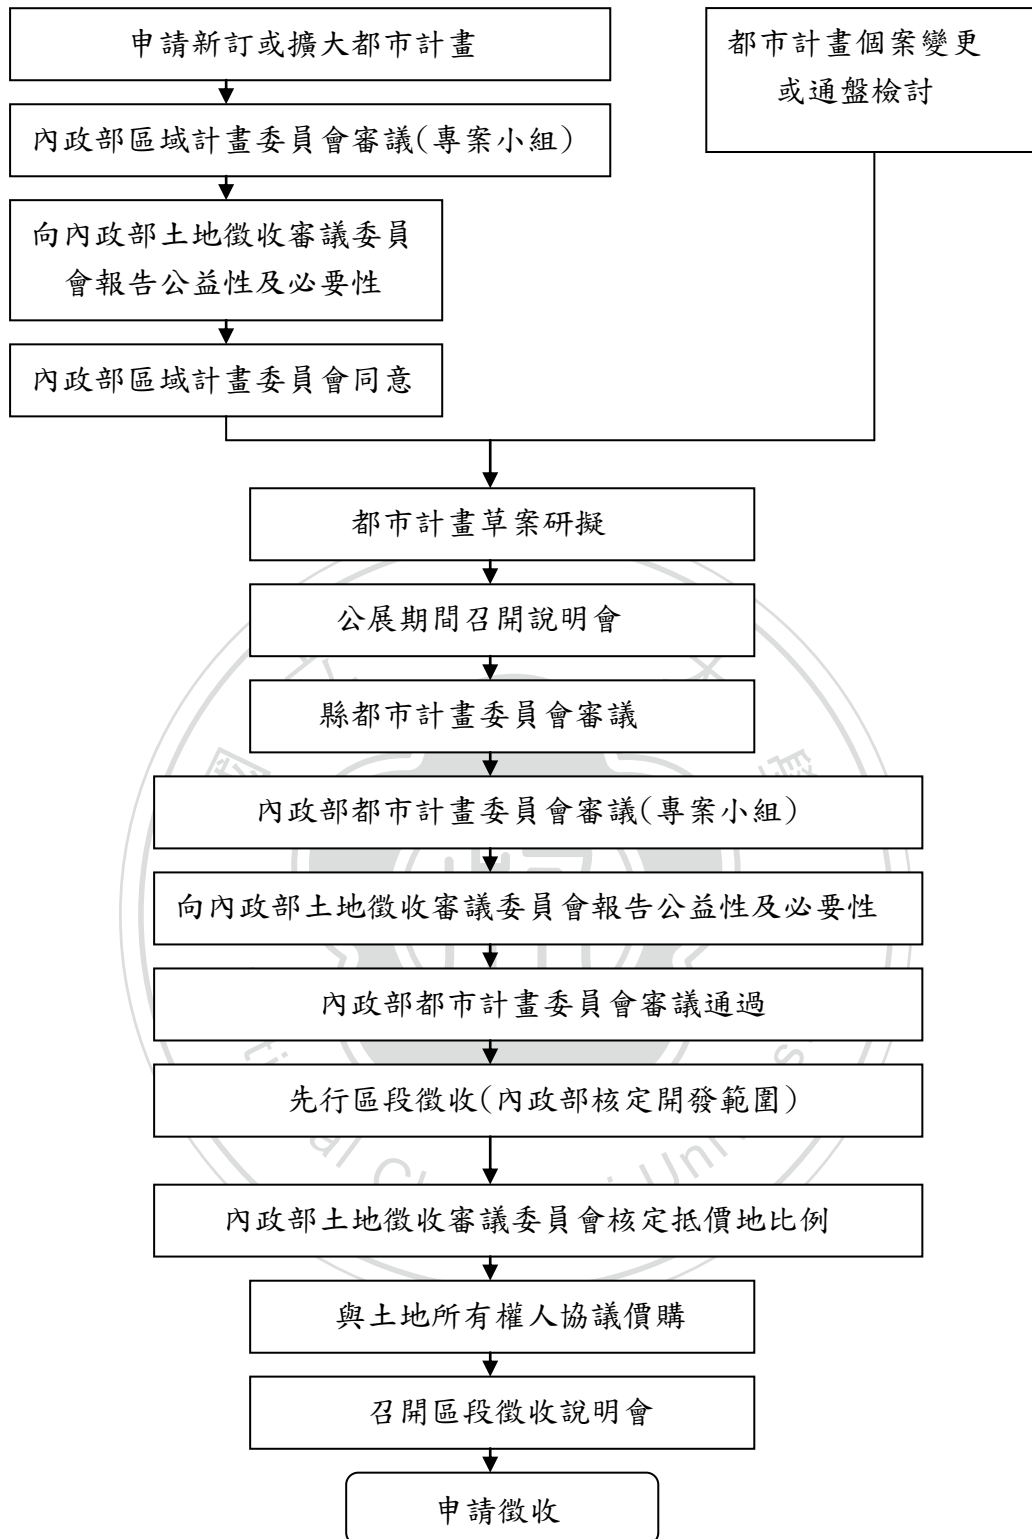 申請新訂或擴大都市計畫
都市計畫個案變更
或通盤檢討
內政部區域計畫委員會審議(專案小組)
向內政部土地徵收審議委員
會報告公益性及必要性
內政部區域計畫委員會同意
都市計畫草案研擬
公展期間召開說明會
縣都市計畫委員會審議
內政部都市計畫委員會審議(專案小組)
向內政部土地徵收審議委員會報告公益性及必要性
內政部都市計畫委員會審議通過
先行區段徵收(內政部核定開發範圍)
內政部土地徵收審議委員會核定抵價地比例
與土地所有權人協議價購
召開區段徵收說明會
申請徵收